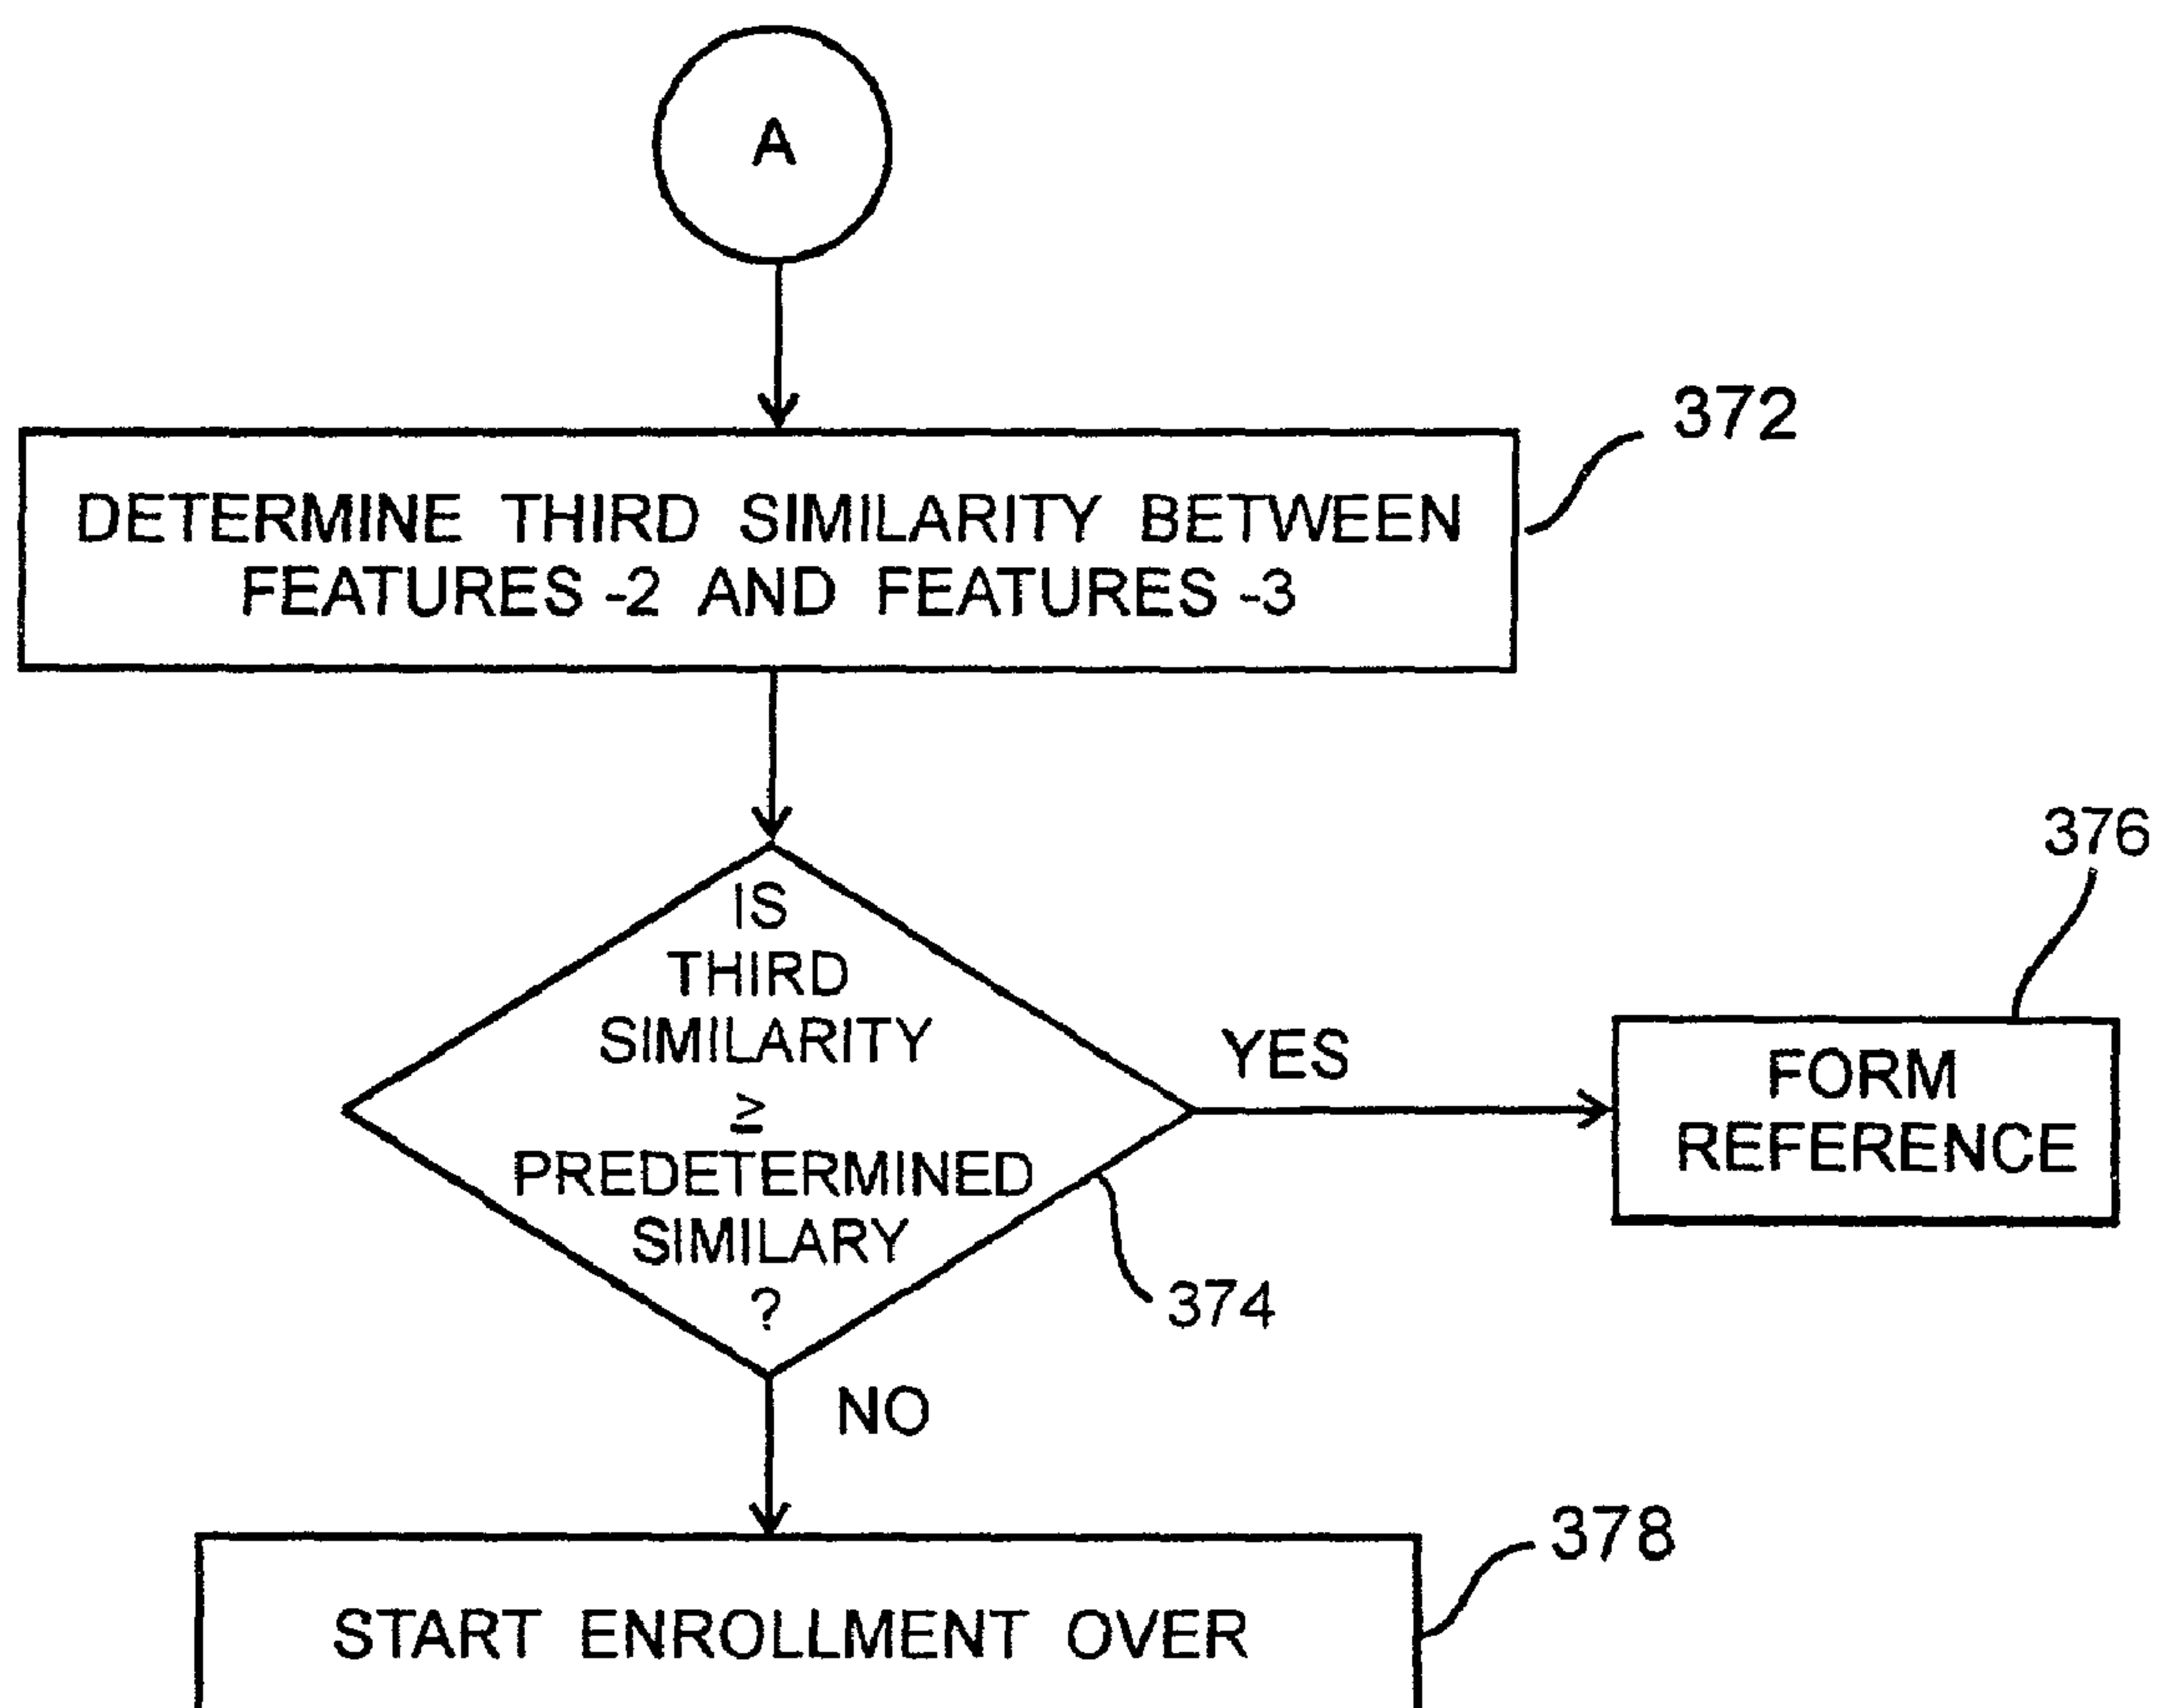 A
372
DETERMINE THIRD SIMILARITY BETWEEN
FEATURES -2 AND FEATURES -3
376
IS
THIRD
SIMILARITY
≥
PREDETERMINED
SIMILARY
?
YES
FORM
REFERENCE
374
NO
378
START ENROLLMENT OVER